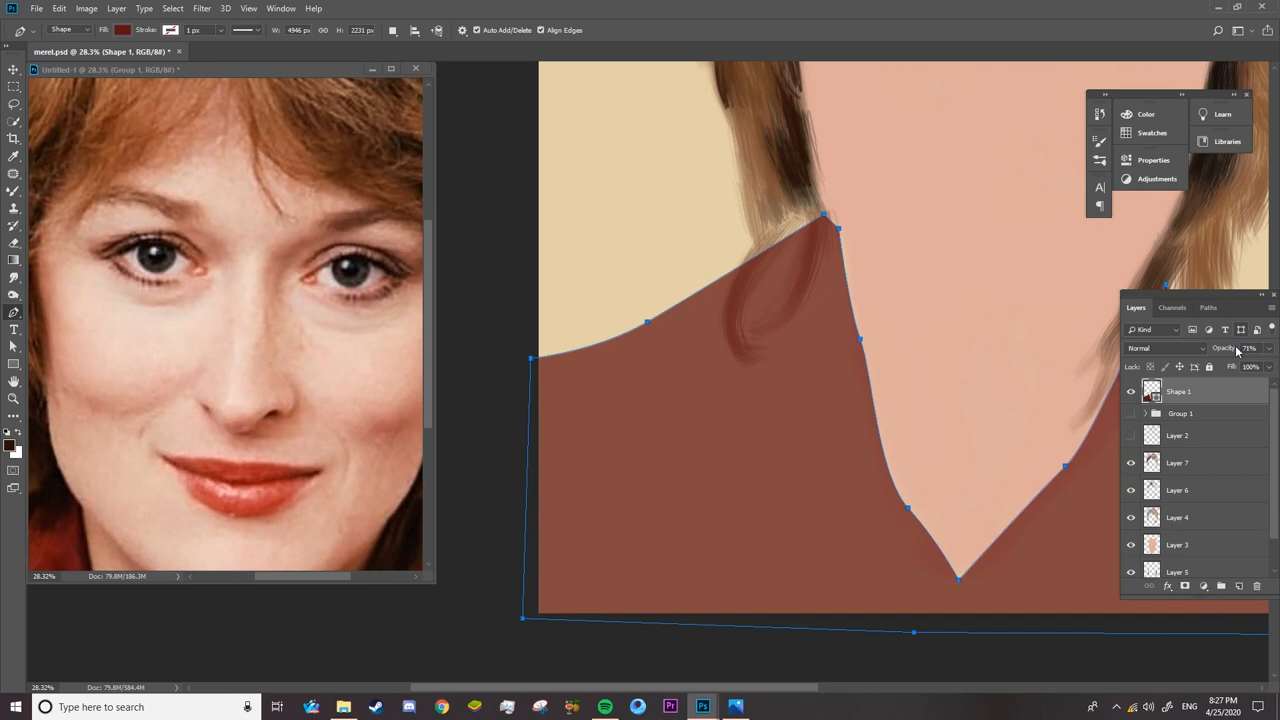 Ps File Edit Image Layer Type Select Filter 3D View Window Help
Shape Fill: Stroke: 1 px W: 4946 px H: 2231 px Auto Add/Delete Align Edges
merel.psd @ 28.3% (Shape 1, RGB/8#) *
Untitled-1 @ 28.3% (Group 1, RGB/8#) *
Color
Learn
Swatches
Libraries
Properties
Adjustments
Layers Channels Paths
Kind
Normal Opacity: 71%
Lock: Fill: 100%
Shape 1
Group 1
Layer 2
Layer 7
Layer 6
Layer 4
Layer 3
Layer 5
28.32% Doc: 79.8M/186.3M
28.32% Doc: 79.8M/584.4M
Type here to search
ENG
8:27 PM
4/25/2020